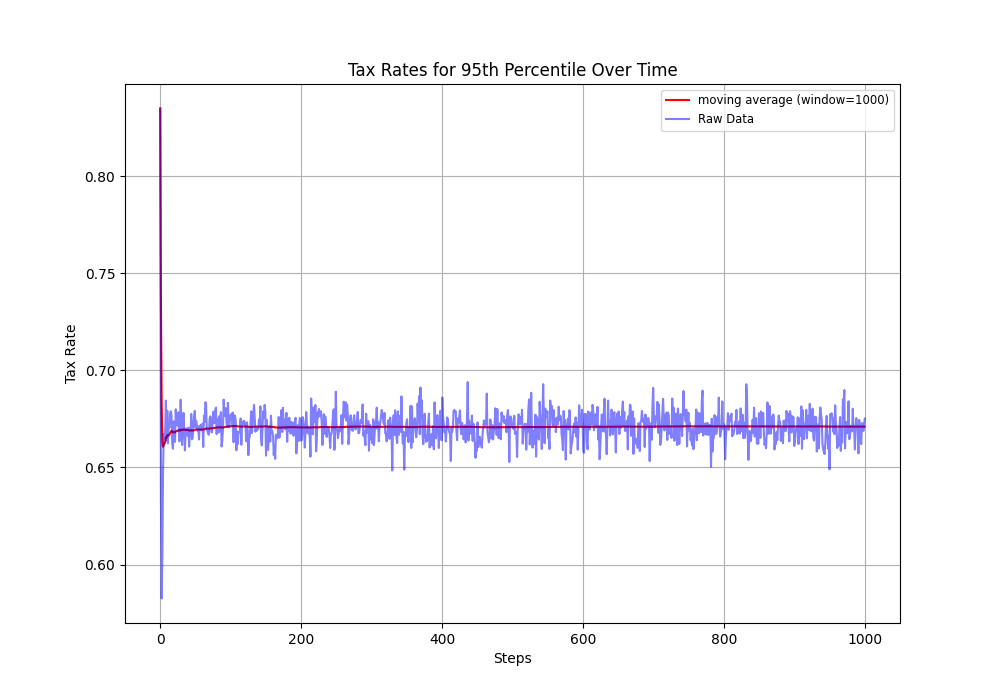 Tax Rates for 95th Percentile Over Time
moving average (window=1000)
Raw Data
Tax Rate
0.80
0.75
0.70
0.65
0.60
0
200
400
600
800
1000
Steps